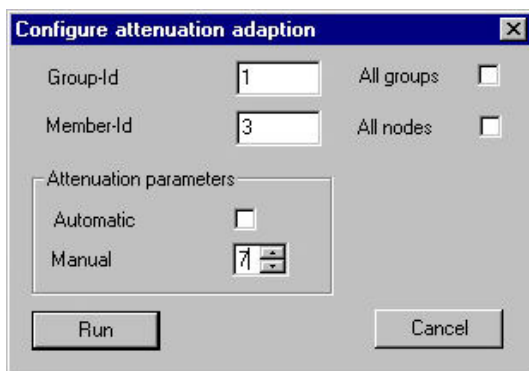 Configure attenuation adaption
Group-Id 1 All groups
Member-Id 3 All nodes
Attenuation parameters
Automatic
Manual 7
Run Cancel